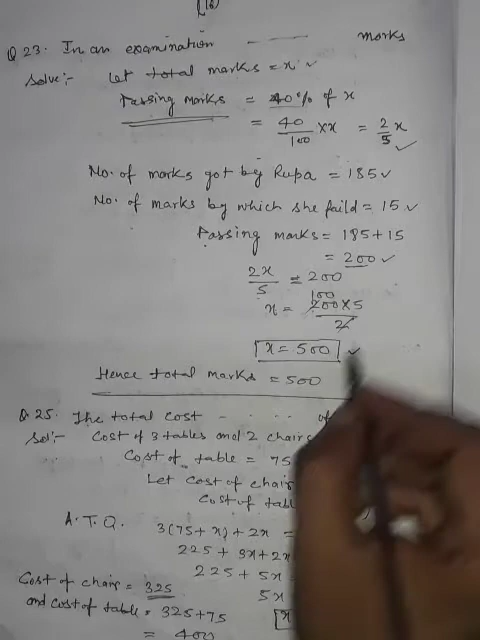 Q 23. In an examination ——— marks
Solve:- Let total marks = x ✓
Passing marks = 40% of x
= 40/100 × x = 2/5 x ✓
No. of marks got by Rupa = 185 ✓
No. of marks by which she faild = 15 ✓
Passing marks = 185+15
= 200 ✓
2x/5 = 200
100
x = 200×5/2
x = 500 ✓
Hence total marks = 500
Q 25. The total cost - - - - of
Sol:- Cost of 3 tables and 2 chairs
Cost of table = 75
Let cost of chair
Cost of tabl
A.T.Q. 3(75+x)+2x =
225 + 3x+2x
225 + 5x
Cost of chair = 325 5x
and cost of table = 325+75 x
= 400